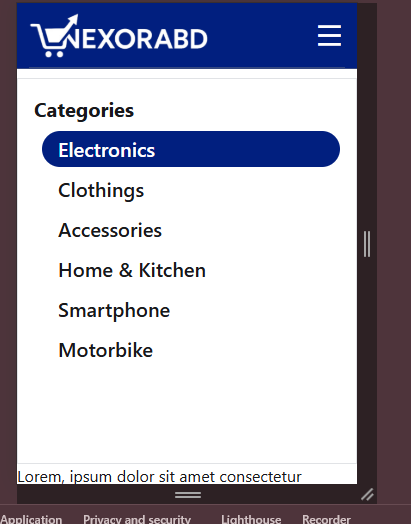 NEXORABD
Categories
Electronics
Clothings
Accessories
Home & Kitchen
Smartphone
Motorbike
Lorem, ipsum dolor sit amet consectetur
Application Privacy and security Lighthouse Recorder